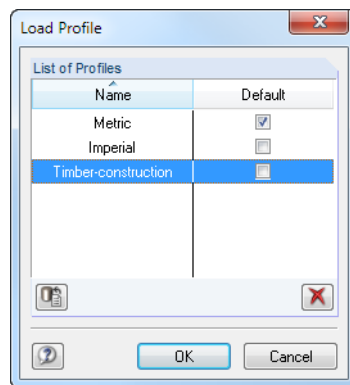 Load Profile
List of Profiles
Name Default
Metric
Imperial
Timber-construction
OK Cancel